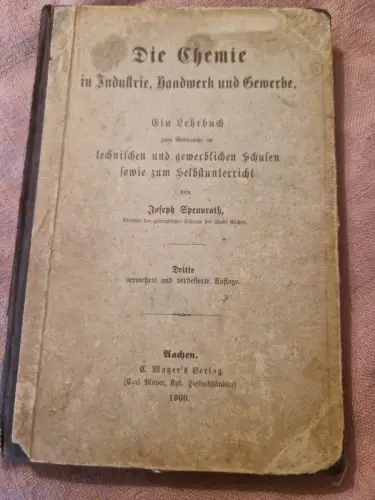 Die Chemie
in Industrie, Handwerk und Gewerbe.
Ein Lehrbuch
zum Gebrauche an
technischen und gewerblichen Schulen
sowie zum Selbstunterricht
von
Joseph Spennrath,
Direktor der gewerblichen Schulen der Stadt Aachen.
Dritte
vermehrte und verbesserte Auflage.
Aachen.
C. Mayer's Verlag
(Carl Mayer, Kgl. Hofbuchhändler)
1900.